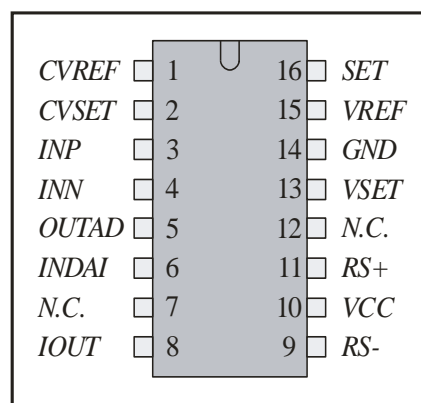 CVREF 1 16 SET
CVSET 2 15 VREF
INP 3 14 GND
INN 4 13 VSET
OUTAD 5 12 N.C.
INDAI 6 11 RS+
N.C. 7 10 VCC
IOUT 8 9 RS-